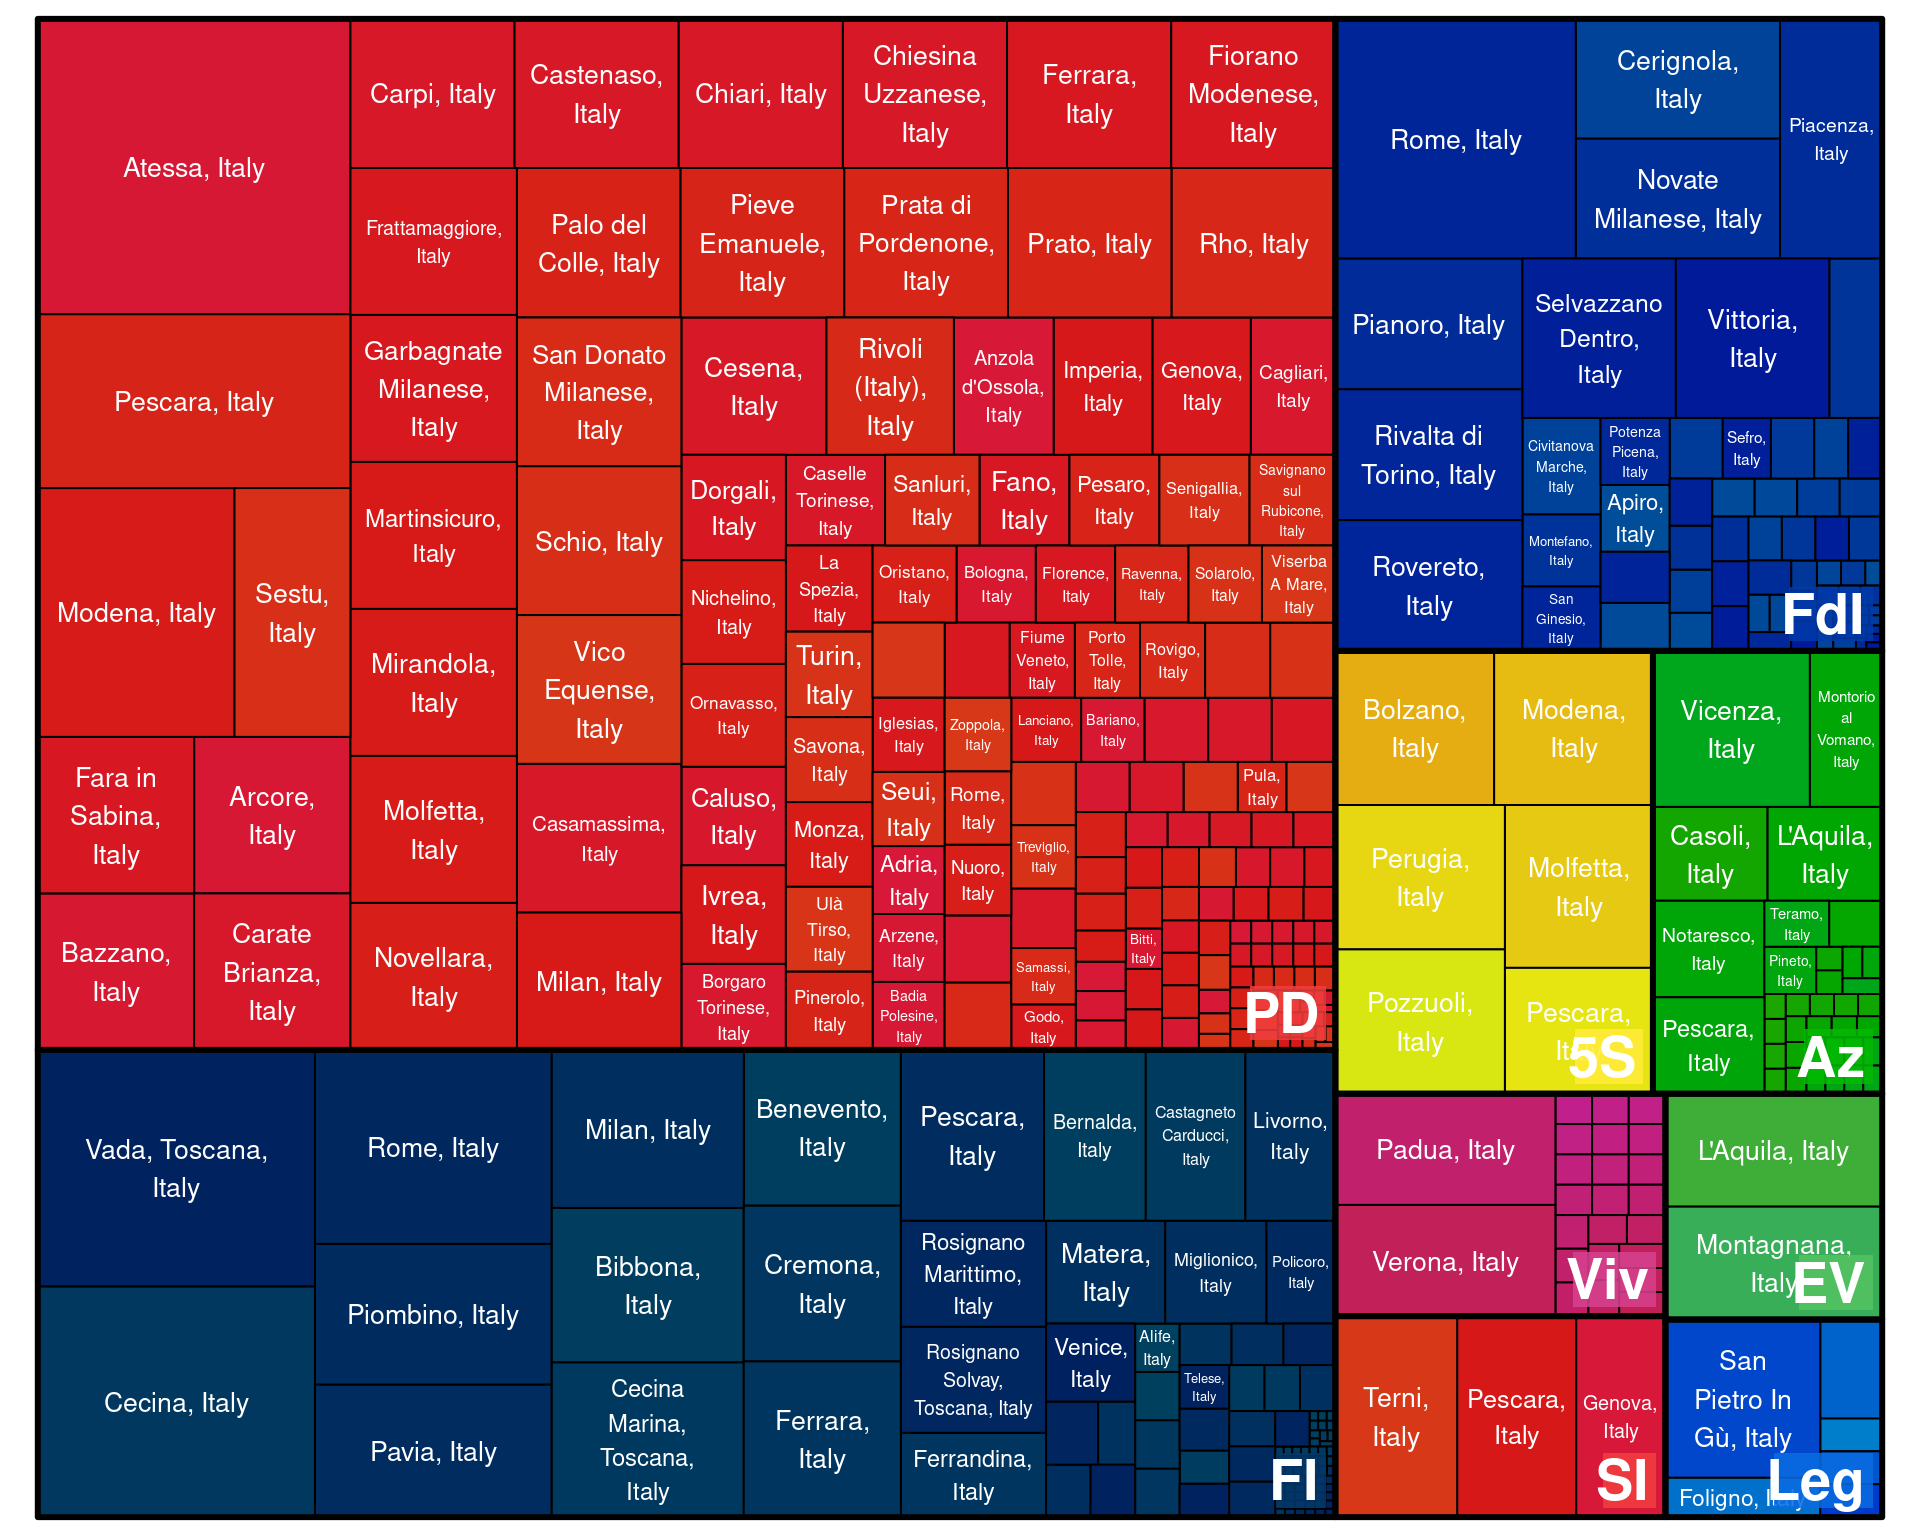 Atessa, Italy
Carpi, Italy
Castenaso,
Italy
Chiari, Italy
Chiesina
Uzzanese,
Italy
Ferrara,
Italy
Fiorano
Modenese,
Italy
Frattamaggiore,
Italy
Palo del
Colle, Italy
Pieve
Emanuele,
Italy
Prata di
Pordenone,
Italy
Prato, Italy
Rho, Italy
Pescara, Italy
Garbagnate
Milanese,
Italy
San Donato
Milanese,
Italy
Cesena,
Italy
Rivoli
(Italy),
Italy
Anzola
d'Ossola,
Italy
Imperia,
Italy
Genova,
Italy
Cagliari,
Italy
Modena, Italy
Sestu,
Italy
Martinsicuro,
Italy
Schio, Italy
Dorgali,
Italy
Caselle
Torinese,
Italy
Sanluri,
Italy
Fano,
Italy
Pesaro,
Italy
Senigallia,
Italy
Savignano
sul
Rubicone,
Italy
Nichelino,
Italy
La
Spezia,
Italy
Oristano,
Italy
Bologna,
Italy
Florence,
Italy
Ravenna,
Italy
Solarolo,
Italy
Viserba
A Mare,
Italy
Mirandola,
Italy
Vico
Equense,
Italy
Ornavasso,
Italy
Turin,
Italy
Fiume
Veneto,
Italy
Porto
Tolle,
Italy
Rovigo,
Italy
Savona,
Italy
Iglesias,
Italy
Zoppola,
Italy
Lanciano,
Italy
Bariano,
Italy
Fara in
Sabina,
Italy
Arcore,
Italy
Molfetta,
Italy
Casamassima,
Italy
Caluso,
Italy
Monza,
Italy
Seui,
Italy
Rome,
Italy
Pula,
Italy
Treviglio,
Italy
Adria,
Italy
Nuoro,
Italy
Bazzano,
Italy
Carate
Brianza,
Italy
Novellara,
Italy
Milan, Italy
Ivrea,
Italy
Ulà
Tirso,
Italy
Arzene,
Italy
Bitti,
Italy
Borgaro
Torinese,
Italy
Pinerolo,
Italy
Badia
Polesine,
Italy
Samassi,
Italy
Godo,
Italy
PD
Rome, Italy
Cerignola,
Italy
Piacenza,
Italy
Novate
Milanese, Italy
Pianoro, Italy
Selvazzano
Dentro,
Italy
Vittoria,
Italy
Rivalta di
Torino, Italy
Civitanova
Marche,
Italy
Potenza
Picena,
Italy
Sefro,
Italy
Apiro,
Italy
Rovereto,
Italy
Montefano,
Italy
San
Ginesio,
Italy
FdI
Bolzano,
Italy
Modena,
Italy
Perugia,
Italy
Molfetta,
Italy
Pozzuoli,
Italy
Pescara,
5S
Vicenza,
Italy
Montorio
al
Vomano,
Italy
Casoli,
Italy
L'Aquila,
Italy
Notaresco,
Italy
Teramo,
Italy
Pineto,
Italy
Pescara,
Italy
Az
Vada, Toscana,
Italy
Rome, Italy
Milan, Italy
Benevento,
Italy
Pescara,
Italy
Bernalda,
Italy
Castagneto
Carducci,
Italy
Livorno,
Italy
Cecina, Italy
Piombino, Italy
Bibbona,
Italy
Cremona,
Italy
Rosignano
Marittimo,
Italy
Matera,
Italy
Miglionico,
Italy
Policoro,
Italy
Pavia, Italy
Cecina
Marina,
Toscana,
Italy
Ferrara,
Italy
Rosignano
Solvay,
Toscana, Italy
Venice,
Italy
Alife,
Italy
Telese,
Italy
Ferrandina,
Italy
FI
Padua, Italy
Verona, Italy
Viv
L'Aquila, Italy
Montagnana,
Italy
EV
Terni,
Italy
Pescara,
Italy
Genova,
Italy
SI
San
Pietro In
Gù, Italy
Foligno, Italy
Leg